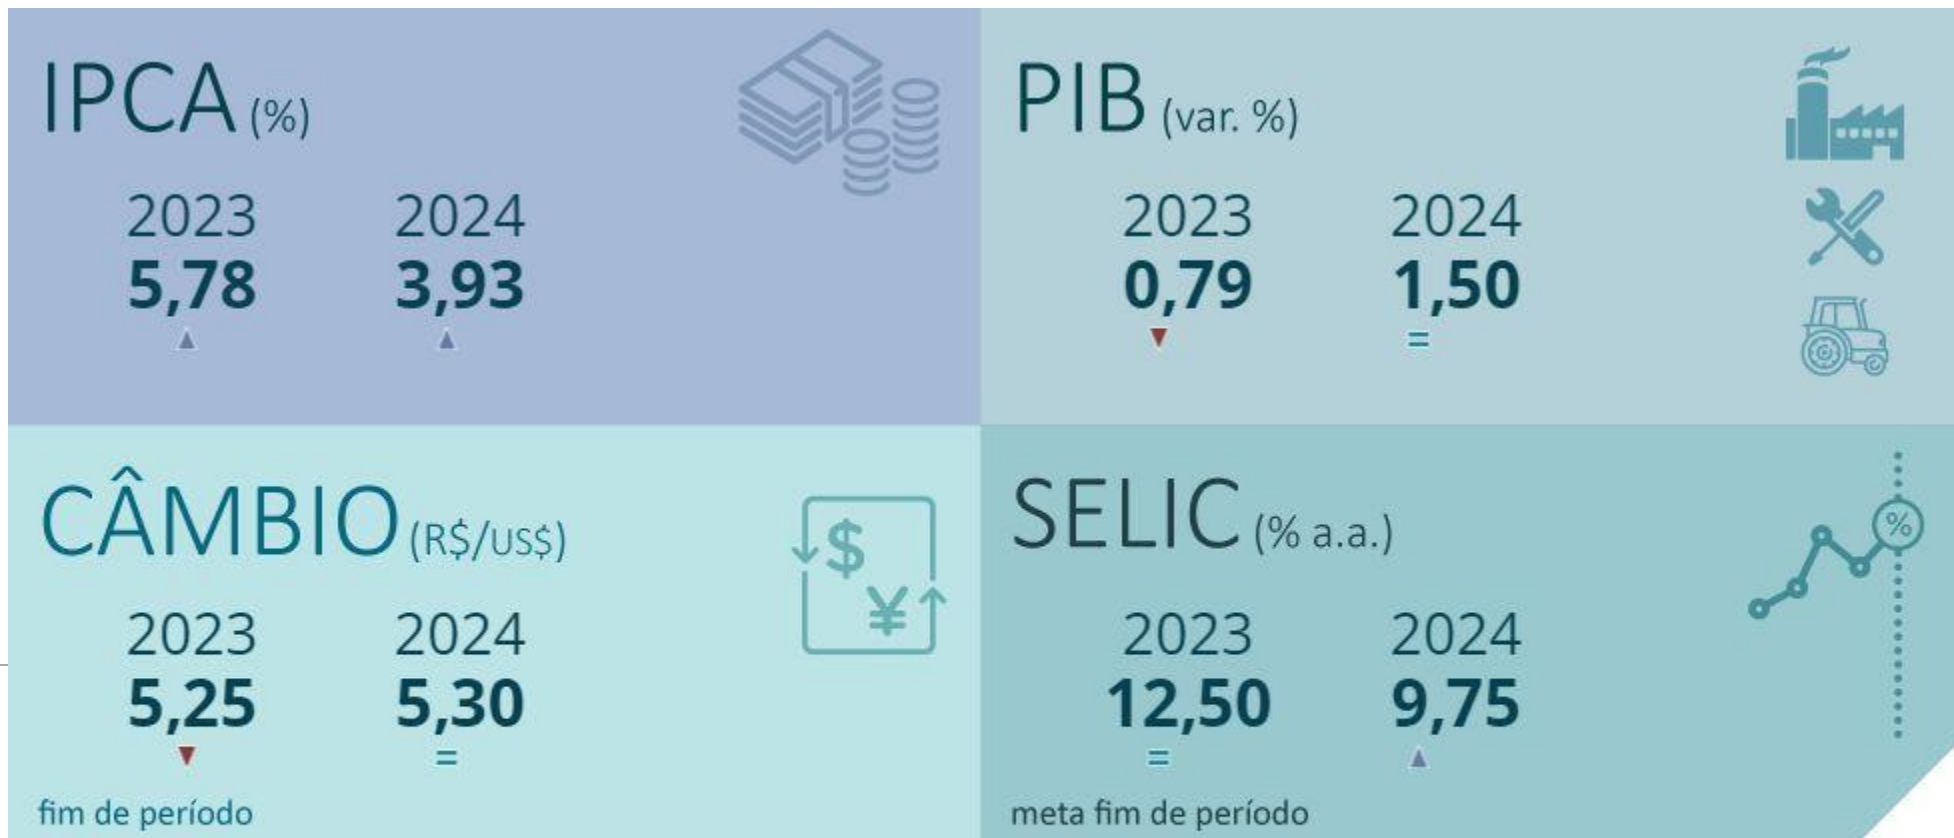 IPCA (%)
2023 2024
5,78 3,93
▲ ▲
PIB (var. %)
2023 2024
0,79 1,50
▼ =
CÂMBIO (R$/US$)
$
¥
2023 2024
5,25 5,30
▼ =
fim de período
SELIC (% a.a.)
%
2023 2024
12,50 9,75
= ▲
meta fim de período